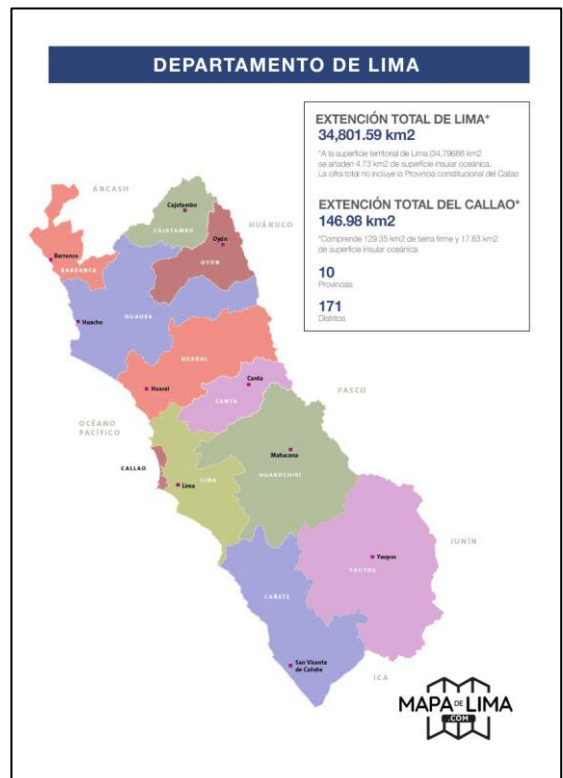 DEPARTAMENTO DE LIMA
EXTENCIÓN TOTAL DE LIMA*
34,801.59 km2
*A la superficie territorial de Lima (34,79686 km2
se añaden 4.73 km2 de superficie insular oceánica.
La cifra total no incluye la Provincia constitucional del Callao
EXTENCIÓN TOTAL DEL CALLAO*
146.98 km2
*Comprende 129.35 km2 de tierra firme y 17.63 km2
de superficie insular oceánica.
10
Provincias
171
Distritos
ÁNCASH
Cajatambo
CAJATAMBO
HUÁNUCO
Oyón
OYÓN
Barranca
BARRANCA
HUAURA
Huacho
HUARAL
Huaral
Canta
CANTA
PASCO
OCÉANO
PACÍFICO
Matucana
CALLAO
HUAROCHIRÍ
LIMA
Lima
JUNÍN
Yauyos
YAUYOS
CAÑETE
San Vicente
de Cañete
ICA
MAPA DE LIMA
.COM